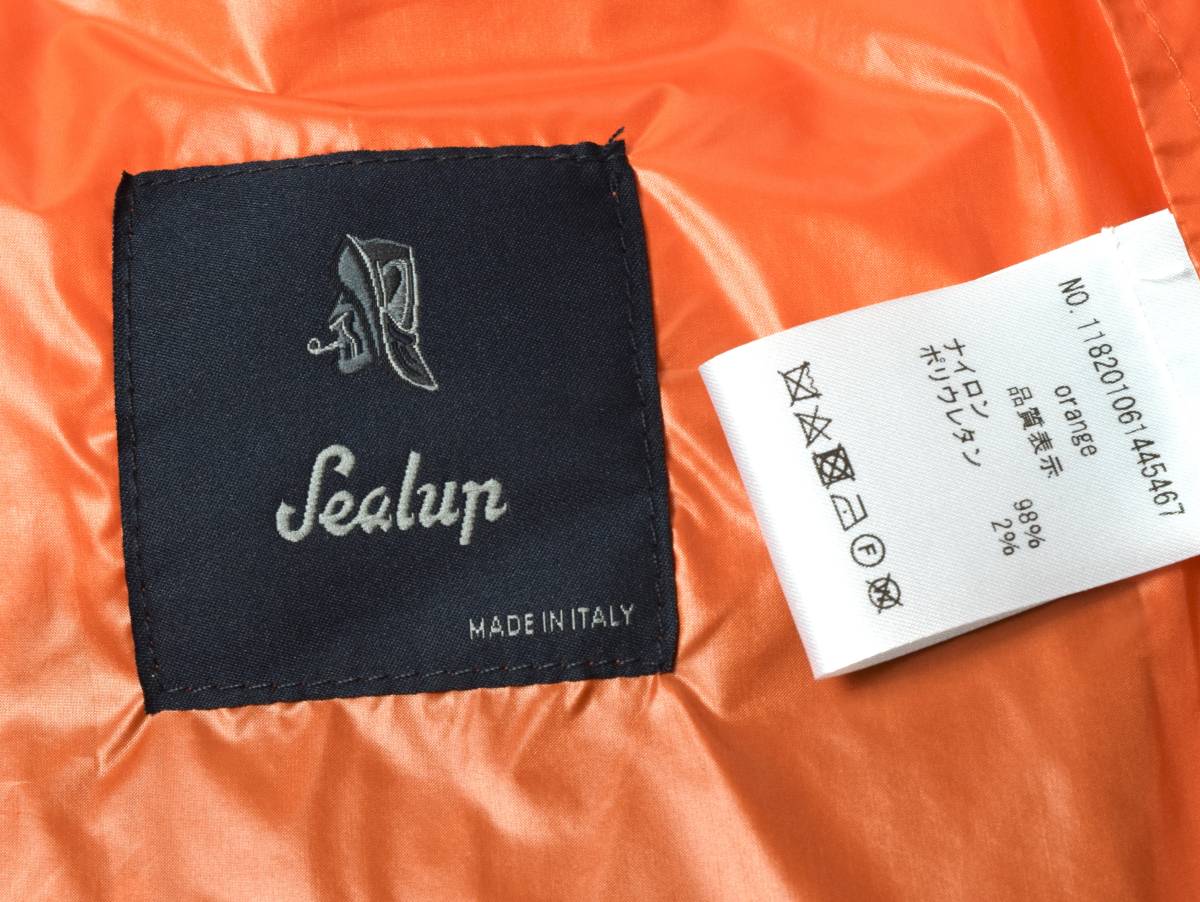 Sealup
MADE IN ITALY
NO. 1182010614454​67
orange
品質表示
ナイロン 98%
ポリウレタン 2%
F